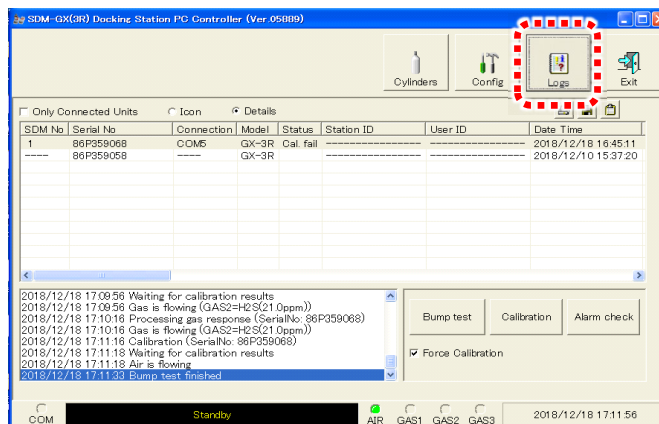 SDM-GX(3R) Docking Station PC Controller (Ver.05889)
Cylinders Config Logs Exit
Only Connected Units Icon Details
SDM No Serial No Connection Model Status Station ID User ID Date Time
1 86P359068 COM5 GX-3R Cal. fail ---------------- ---------------- 2018/12/18 16:45:11
---- 86P359058 GX-3R ---------------- ---------------- 2018/12/10 15:37:20
2018/12/18 17:09:56 Waiting for calibration results
2018/12/18 17:09:56 Gas is flowing (GAS2=H2S(21.0ppm))
2018/12/18 17:10:16 Processing gas response (SerialNo: 86P359068)
2018/12/18 17:10:16 Gas is flowing (GAS2=H2S(21.0ppm))
2018/12/18 17:11:16 Calibration (SerialNo: 86P359068)
2018/12/18 17:11:18 Waiting for calibration results
2018/12/18 17:11:18 Air is flowing
2018/12/18 17:11:33 Bump test finished
Bump test Calibration Alarm check
Force Calibration
COM Standby AIR GAS1 GAS2 GAS3 2018/12/18 17:11:56